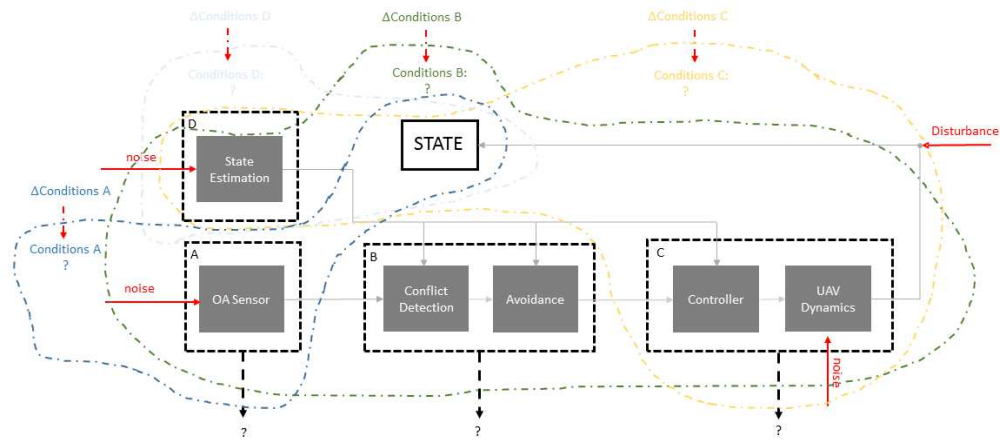 ΔConditions D
ΔConditions B
ΔConditions C
Conditions D:
?
Conditions B:
?
Conditions C:
?
D
STATE
Disturbance
noise
State
Estimation
ΔConditions A
Conditions A
?
A
B
C
noise
OA Sensor
Conflict
Detection
Avoidance
Controller
UAV
Dynamics
noise
?
?
?